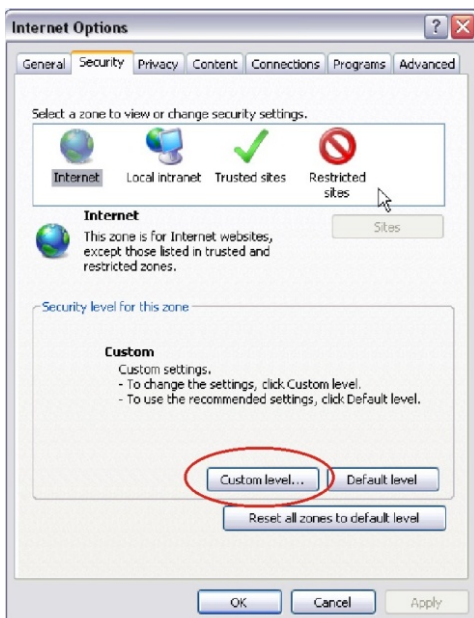 Internet Options
General Security Privacy Content Connections Programs Advanced
Select a zone to view or change security settings.
Internet Local intranet Trusted sites Restricted sites
Internet
This zone is for Internet websites,
except those listed in trusted and
restricted zones.
Sites
Security level for this zone
Custom
Custom settings.
- To change the settings, click Custom level.
- To use the recommended settings, click Default level.
Custom level... Default level
Reset all zones to default level
OK Cancel Apply